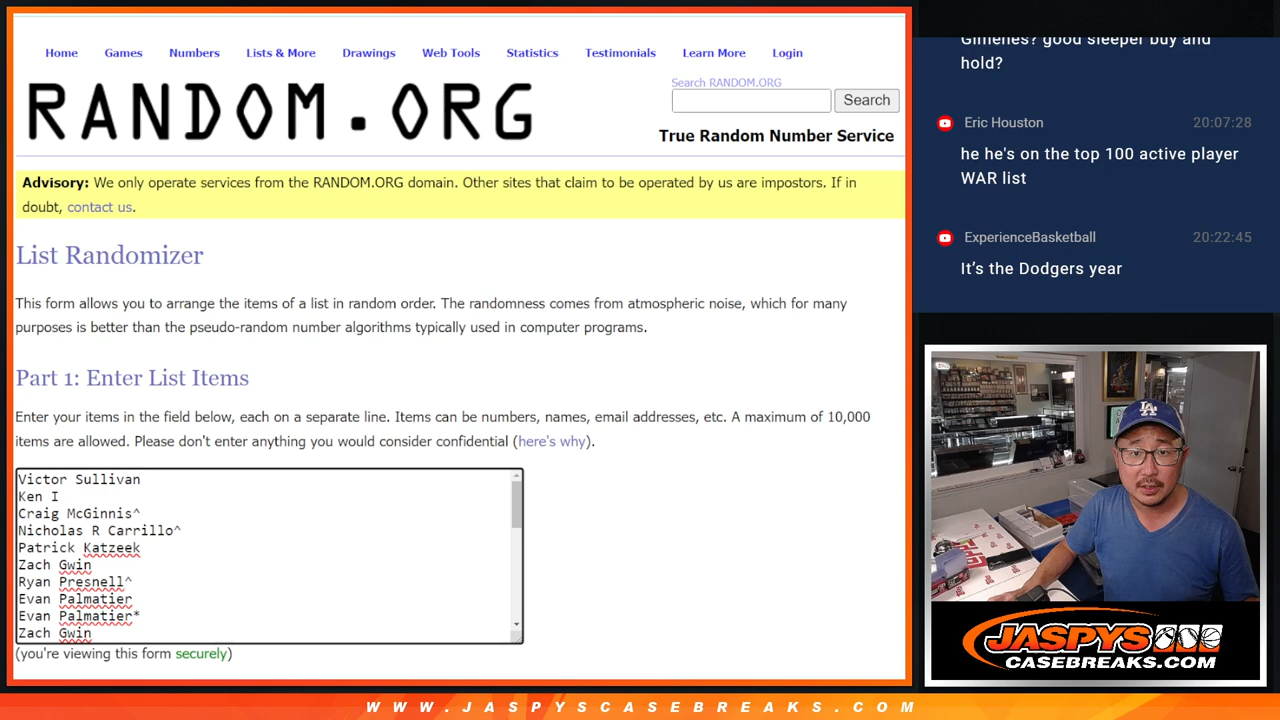 Home Games Numbers Lists & More Drawings Web Tools Statistics Testimonials Learn More Login
RANDOM.ORG
Search RANDOM.ORG
Search
True Random Number Service
Advisory: We only operate services from the RANDOM.ORG domain. Other sites that claim to be operated by us are impostors. If in
doubt, contact us.
List Randomizer
This form allows you to arrange the items of a list in random order. The randomness comes from atmospheric noise, which for many
purposes is better than the pseudo-random number algorithms typically used in computer programs.
Part 1: Enter List Items
Enter your items in the field below, each on a separate line. Items can be numbers, names, email addresses, etc. A maximum of 10,000
items are allowed. Please don't enter anything you would consider confidential (here's why).
Victor Sullivan
Ken I
Craig McGinnis^
Nicholas R Carrillo^
Patrick Katzeek
Zach Gwin
Ryan Presnell^
Evan Palmatier
Evan Palmatier*
Zach Gwin
(you're viewing this form securely)
Gimenes? good sleeper buy and
hold?
Eric Houston 20:07:28
he he's on the top 100 active player
WAR list
ExperienceBasketball 20:22:45
It's the Dodgers year
LA
JASPYS
CASEBREAKS.COM
WWW.JASPYSCASEBREAKS.COM